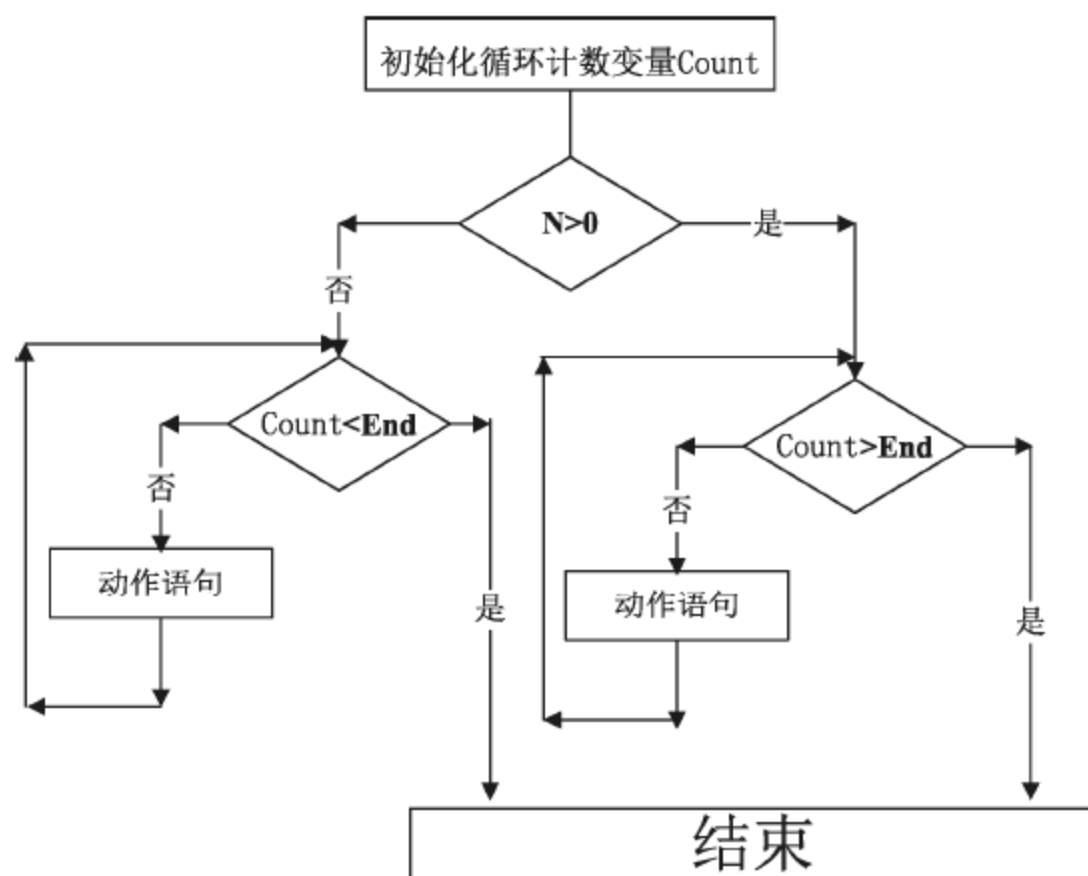 初始化循环计数变量Count
N>0
是
否
Count<End
Count>End
否
否
动作语句
动作语句
是
是
结束